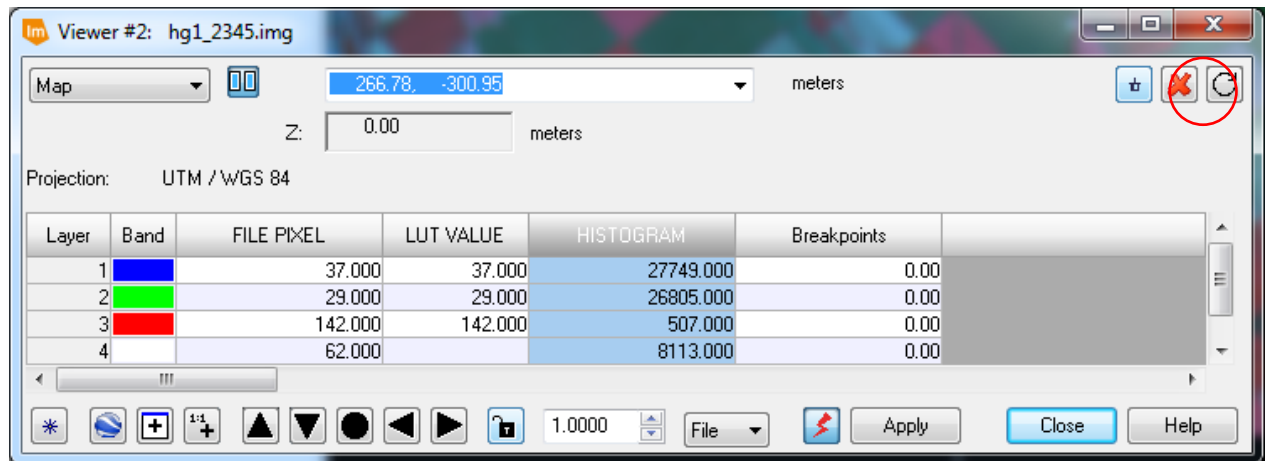 Im Viewer #2: hg1_2345.img
Map 266.78, -300.95 meters
Z: 0.00 meters
Projection: UTM / WGS 84
Layer Band FILE PIXEL LUT VALUE HISTOGRAM Breakpoints
1 37.000 37.000 27749.000 0.00
2 29.000 29.000 26805.000 0.00
3 142.000 142.000 507.000 0.00
4 62.000 8113.000 0.00
1:1 1.0000 File Apply Close Help